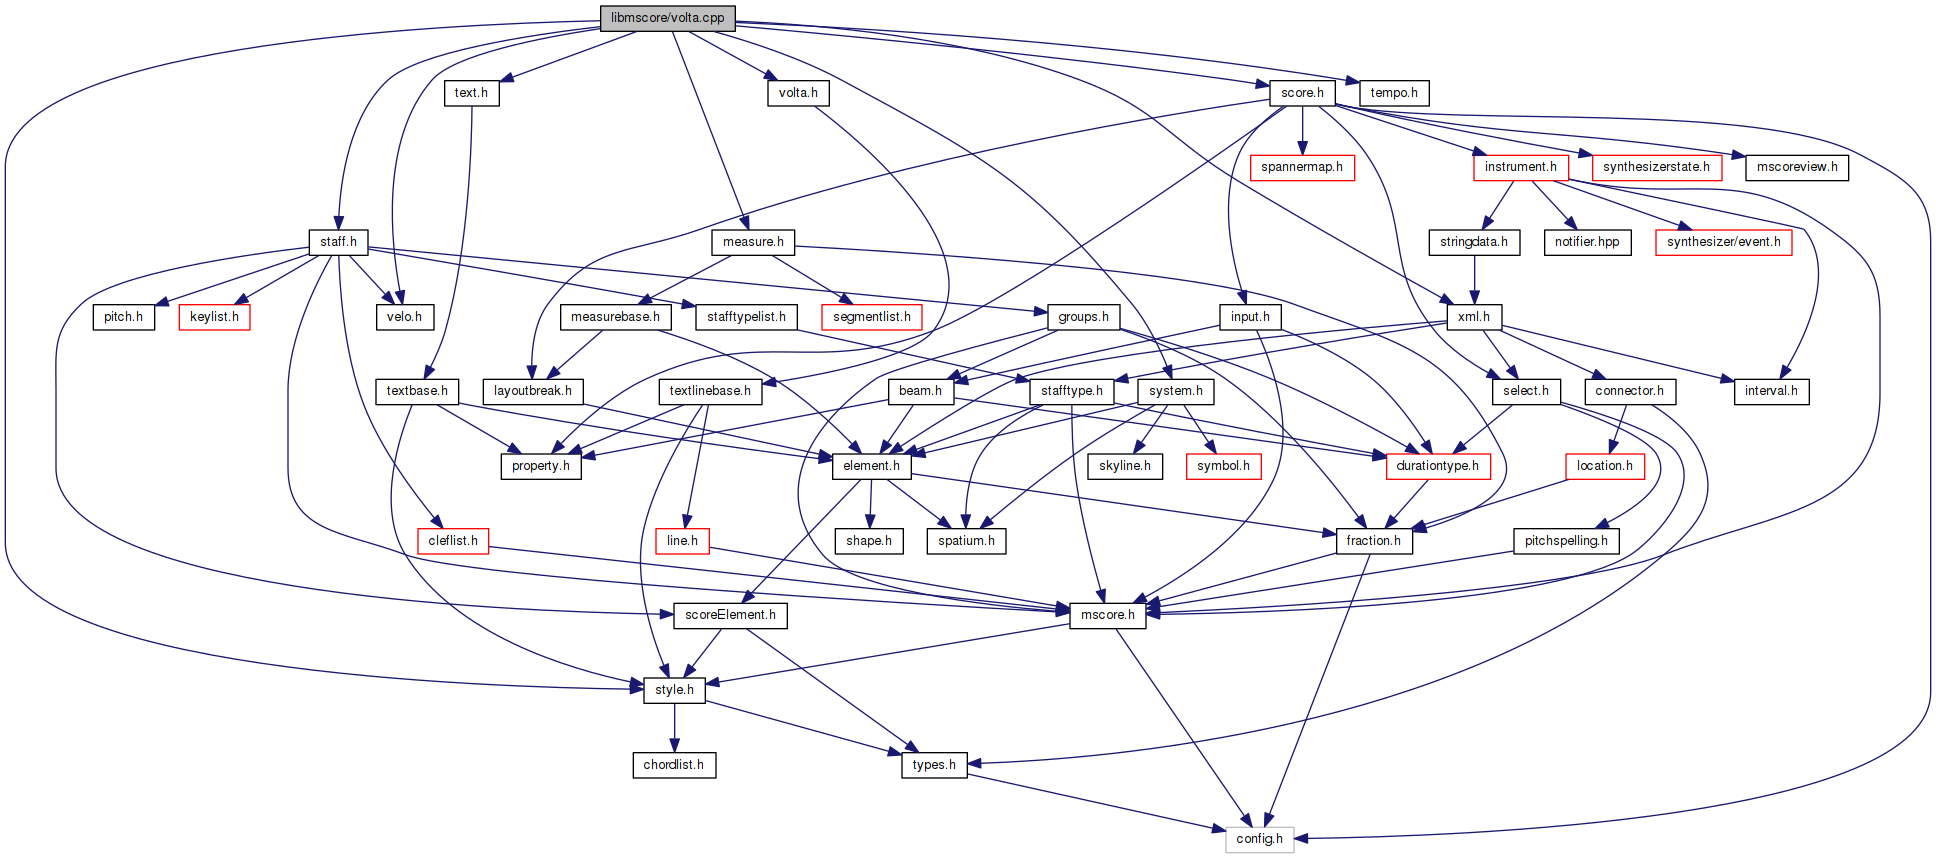 libmscore/volta.cpp
text.h
volta.h
score.h
tempo.h
spannermap.h
instrument.h
synthesizerstate.h
mscoreview.h
staff.h
measure.h
stringdata.h
notifier.hpp
synthesizer/event.h
pitch.h
keylist.h
velo.h
measurebase.h
stafftypelist.h
segmentlist.h
groups.h
input.h
xml.h
textbase.h
layoutbreak.h
textlinebase.h
beam.h
stafftype.h
system.h
select.h
connector.h
interval.h
property.h
element.h
skyline.h
symbol.h
durationtype.h
location.h
cleflist.h
line.h
shape.h
spatium.h
fraction.h
pitchspelling.h
scoreElement.h
mscore.h
style.h
chordlist.h
types.h
config.h